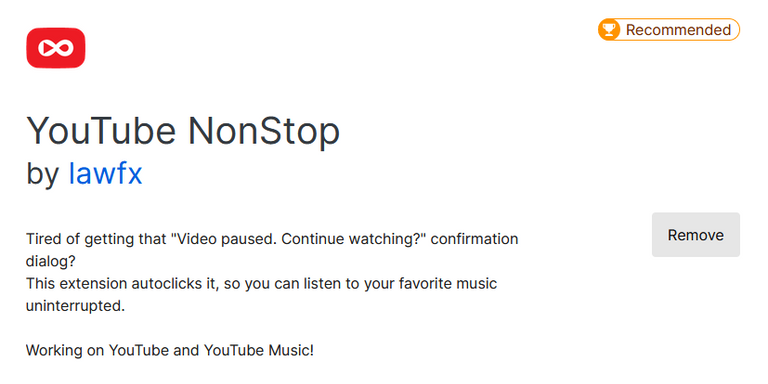 Recommended
YouTube NonStop
by lawfx
Tired of getting that "Video paused. Continue watching?" confirmation
dialog?
Remove
This extension autoclicks it, so you can listen to your favorite music
uninterrupted.
Working on YouTube and YouTube Music!